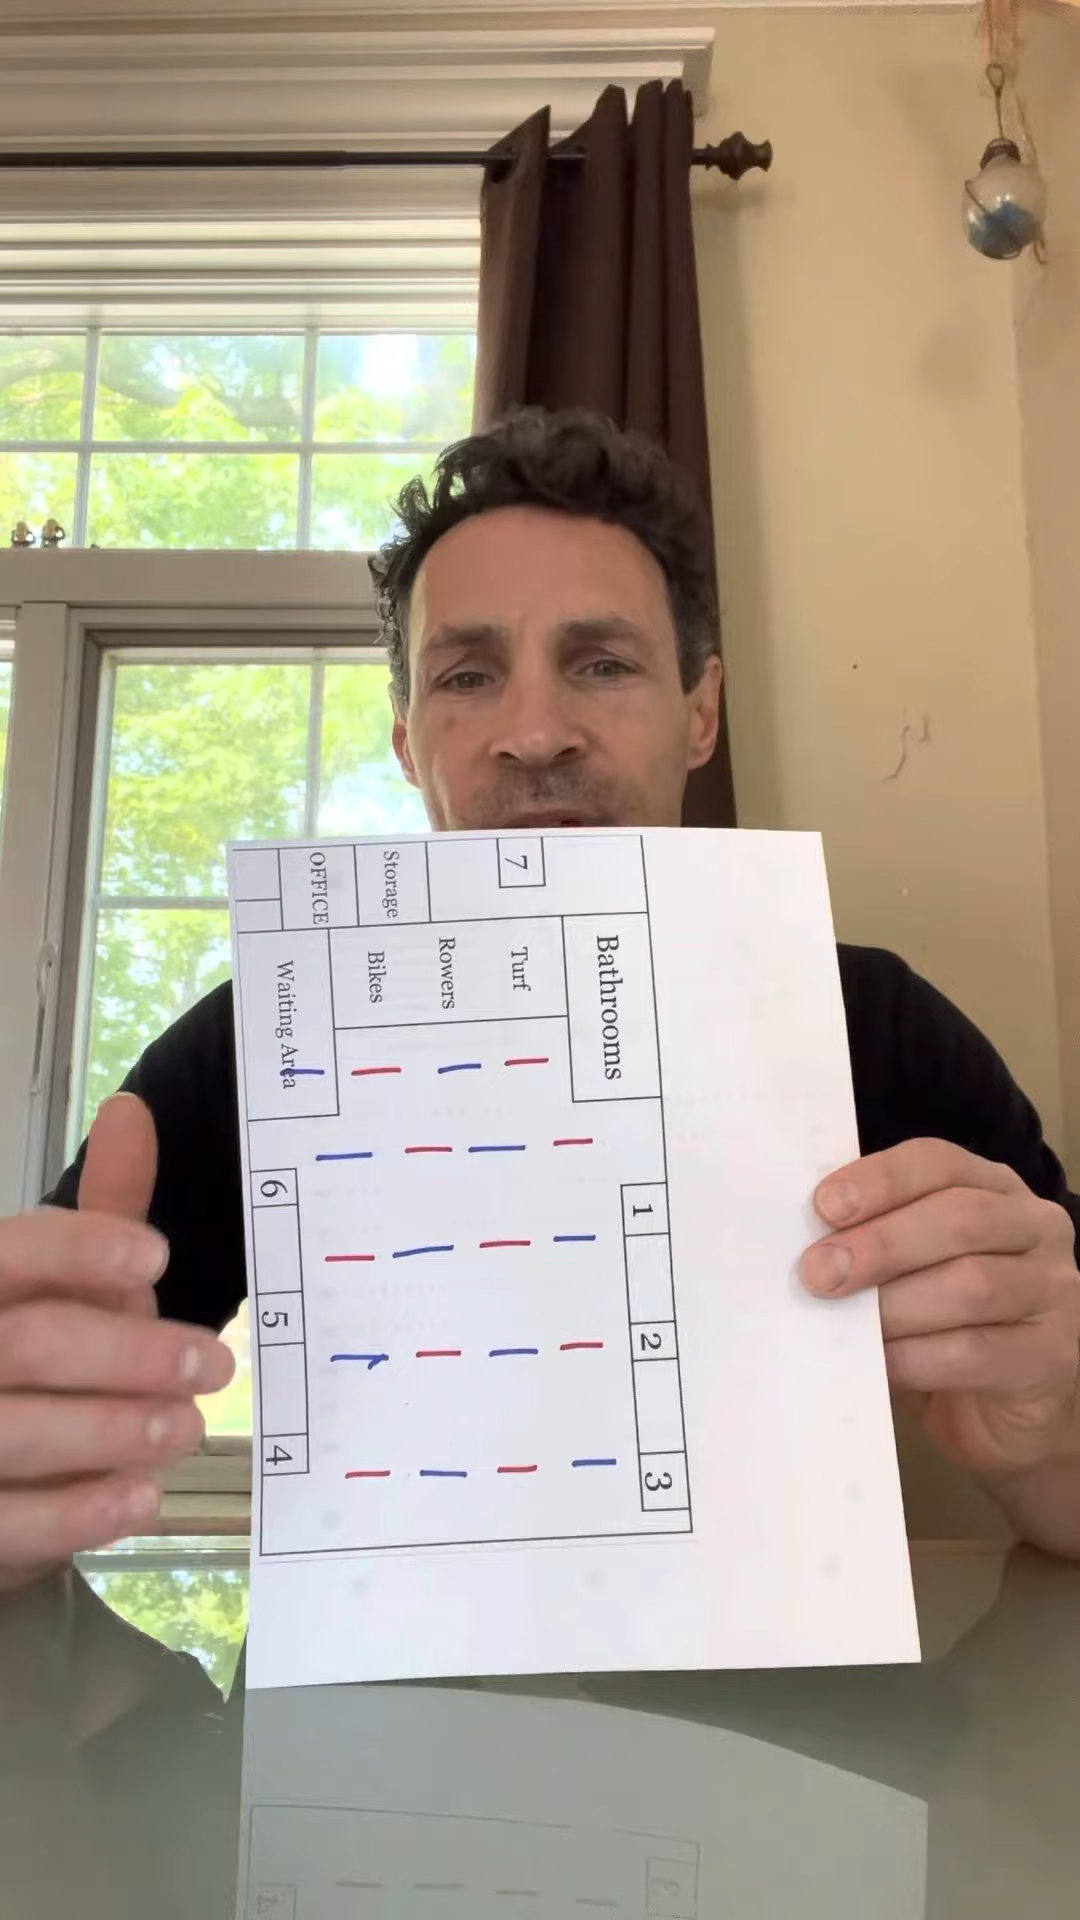 7
Storage
OFFICE
Bathrooms
Turf
Rowers
Bikes
Waiting Area
1
2
3
6
5
4